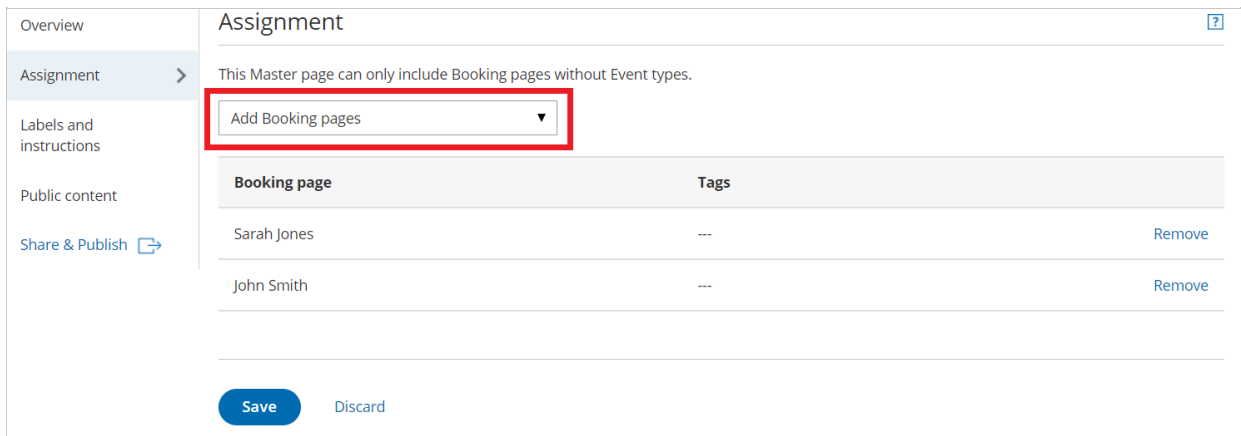 Overview
Assignment
Labels and
instructions
Public content
Share & Publish
Assignment
?
This Master page can only include Booking pages without Event types.
Add Booking pages
Booking page Tags
Sarah Jones --- Remove
John Smith --- Remove
Save Discard